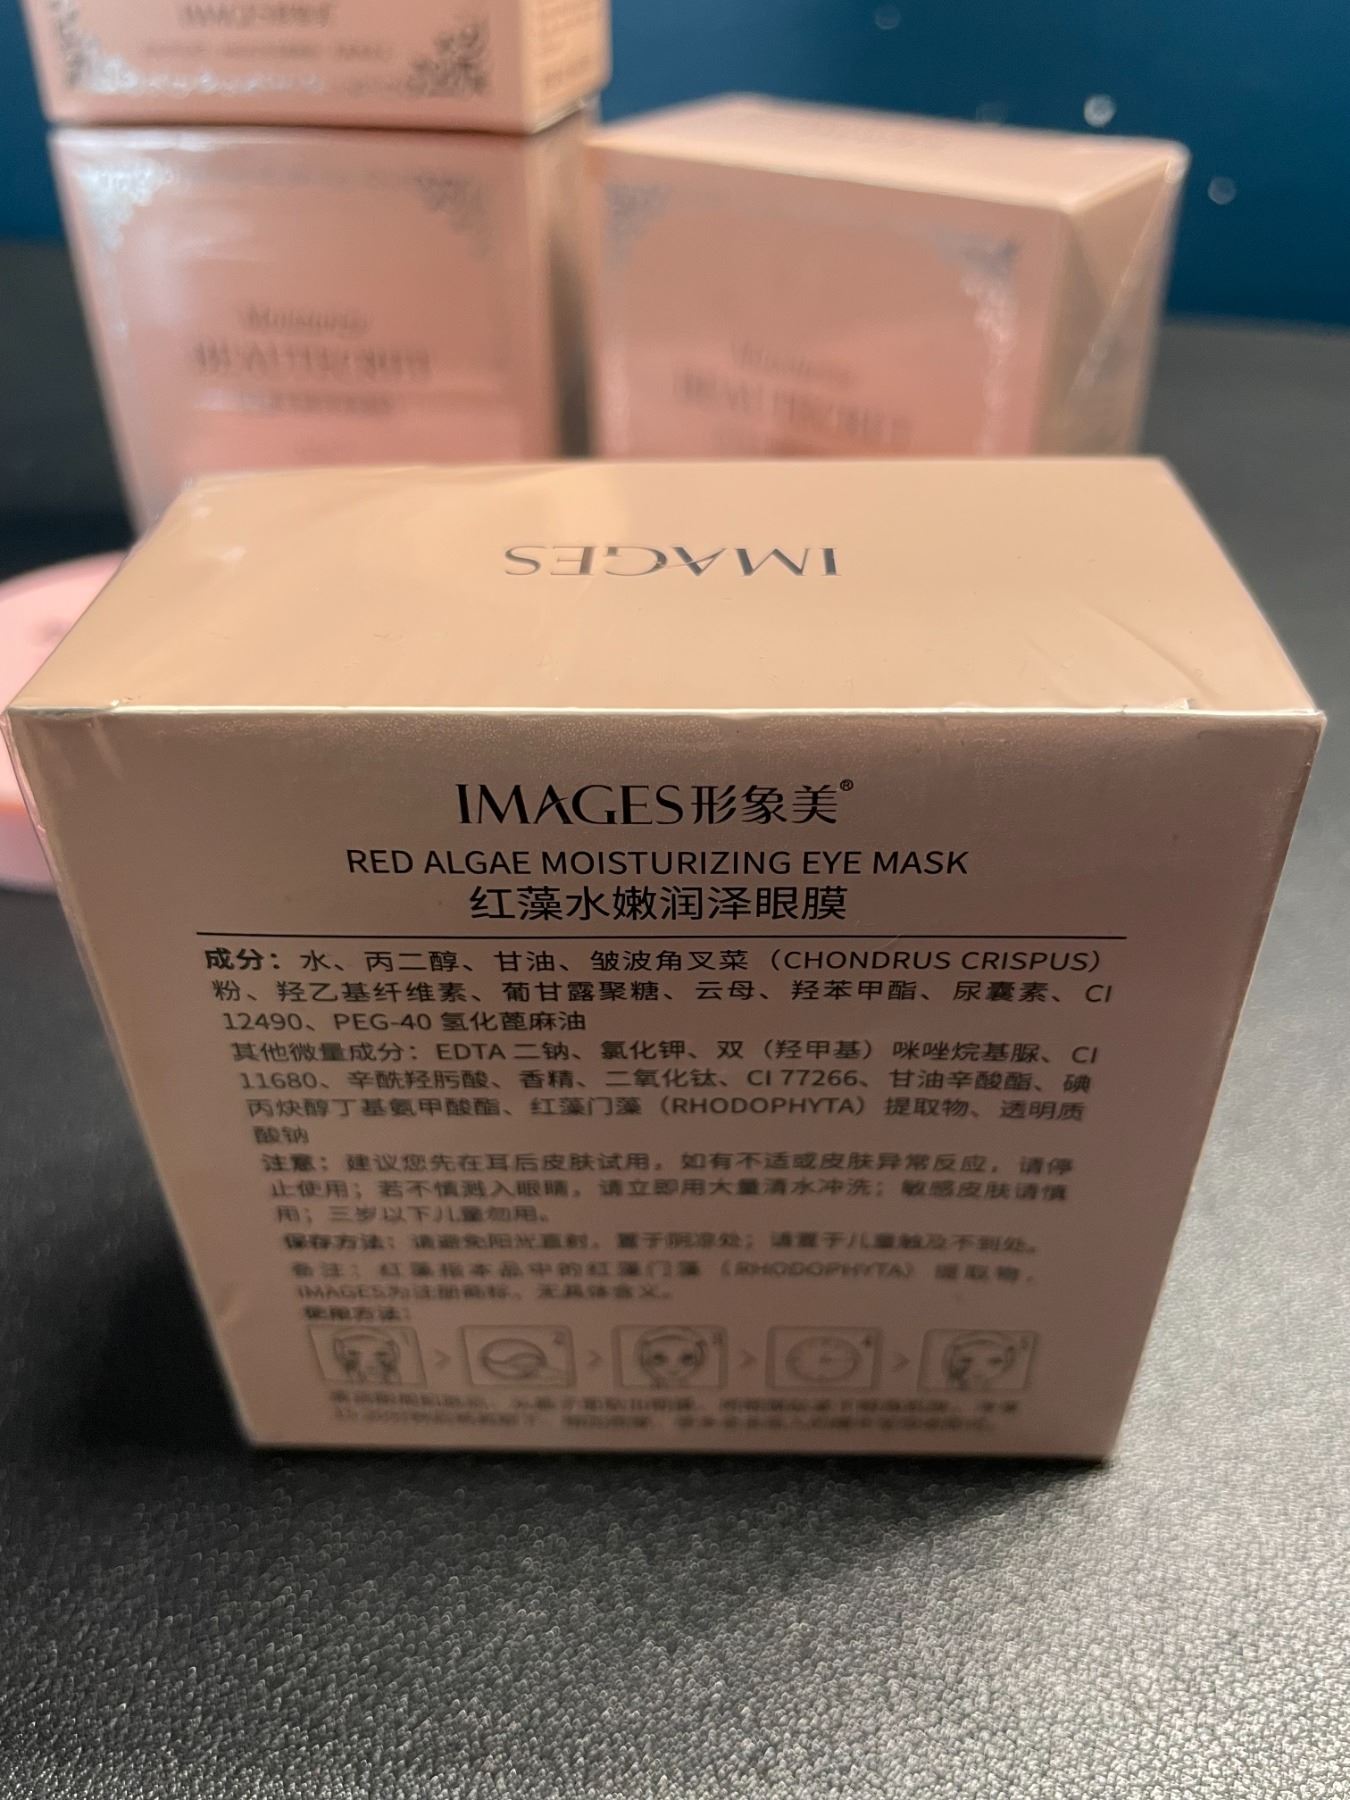 IMAGES
IMAGES形象美®
RED ALGAE MOISTURIZING EYE MASK
红藻水嫩润泽眼膜
成分：水、丙二醇、甘油、皱波角叉菜（CHONDRUS CRISPUS）
粉、羟乙基纤维素、葡甘露聚糖、云母、羟苯甲酯、尿囊素、CI
12490、PEG-40 氢化蓖麻油
其他微量成分：EDTA 二钠、氯化钾、双（羟甲基）咪唑烷基脲、CI
11680、辛酰羟肟酸、香精、二氧化钛、CI 77266、甘油辛酸酯、碘
丙炔醇丁基氨甲酸酯、红藻门藻（RHODOPHYTA）提取物、透明质
酸钠
注意：建议您先在耳后皮肤试用，如有不适或皮肤异常反应，请停
止使用；若不慎溅入眼睛，请立即用大量清水冲洗；敏感皮肤请慎
用；三岁以下儿童勿用。
保存方法：请避免阳光直射，置于阴凉处；请置于儿童触及不到处。
备注：红藻指本品中的红藻门藻（RHODOPHYTA）提取物，
IMAGES为注册商标，无具体含义。
使用方法：